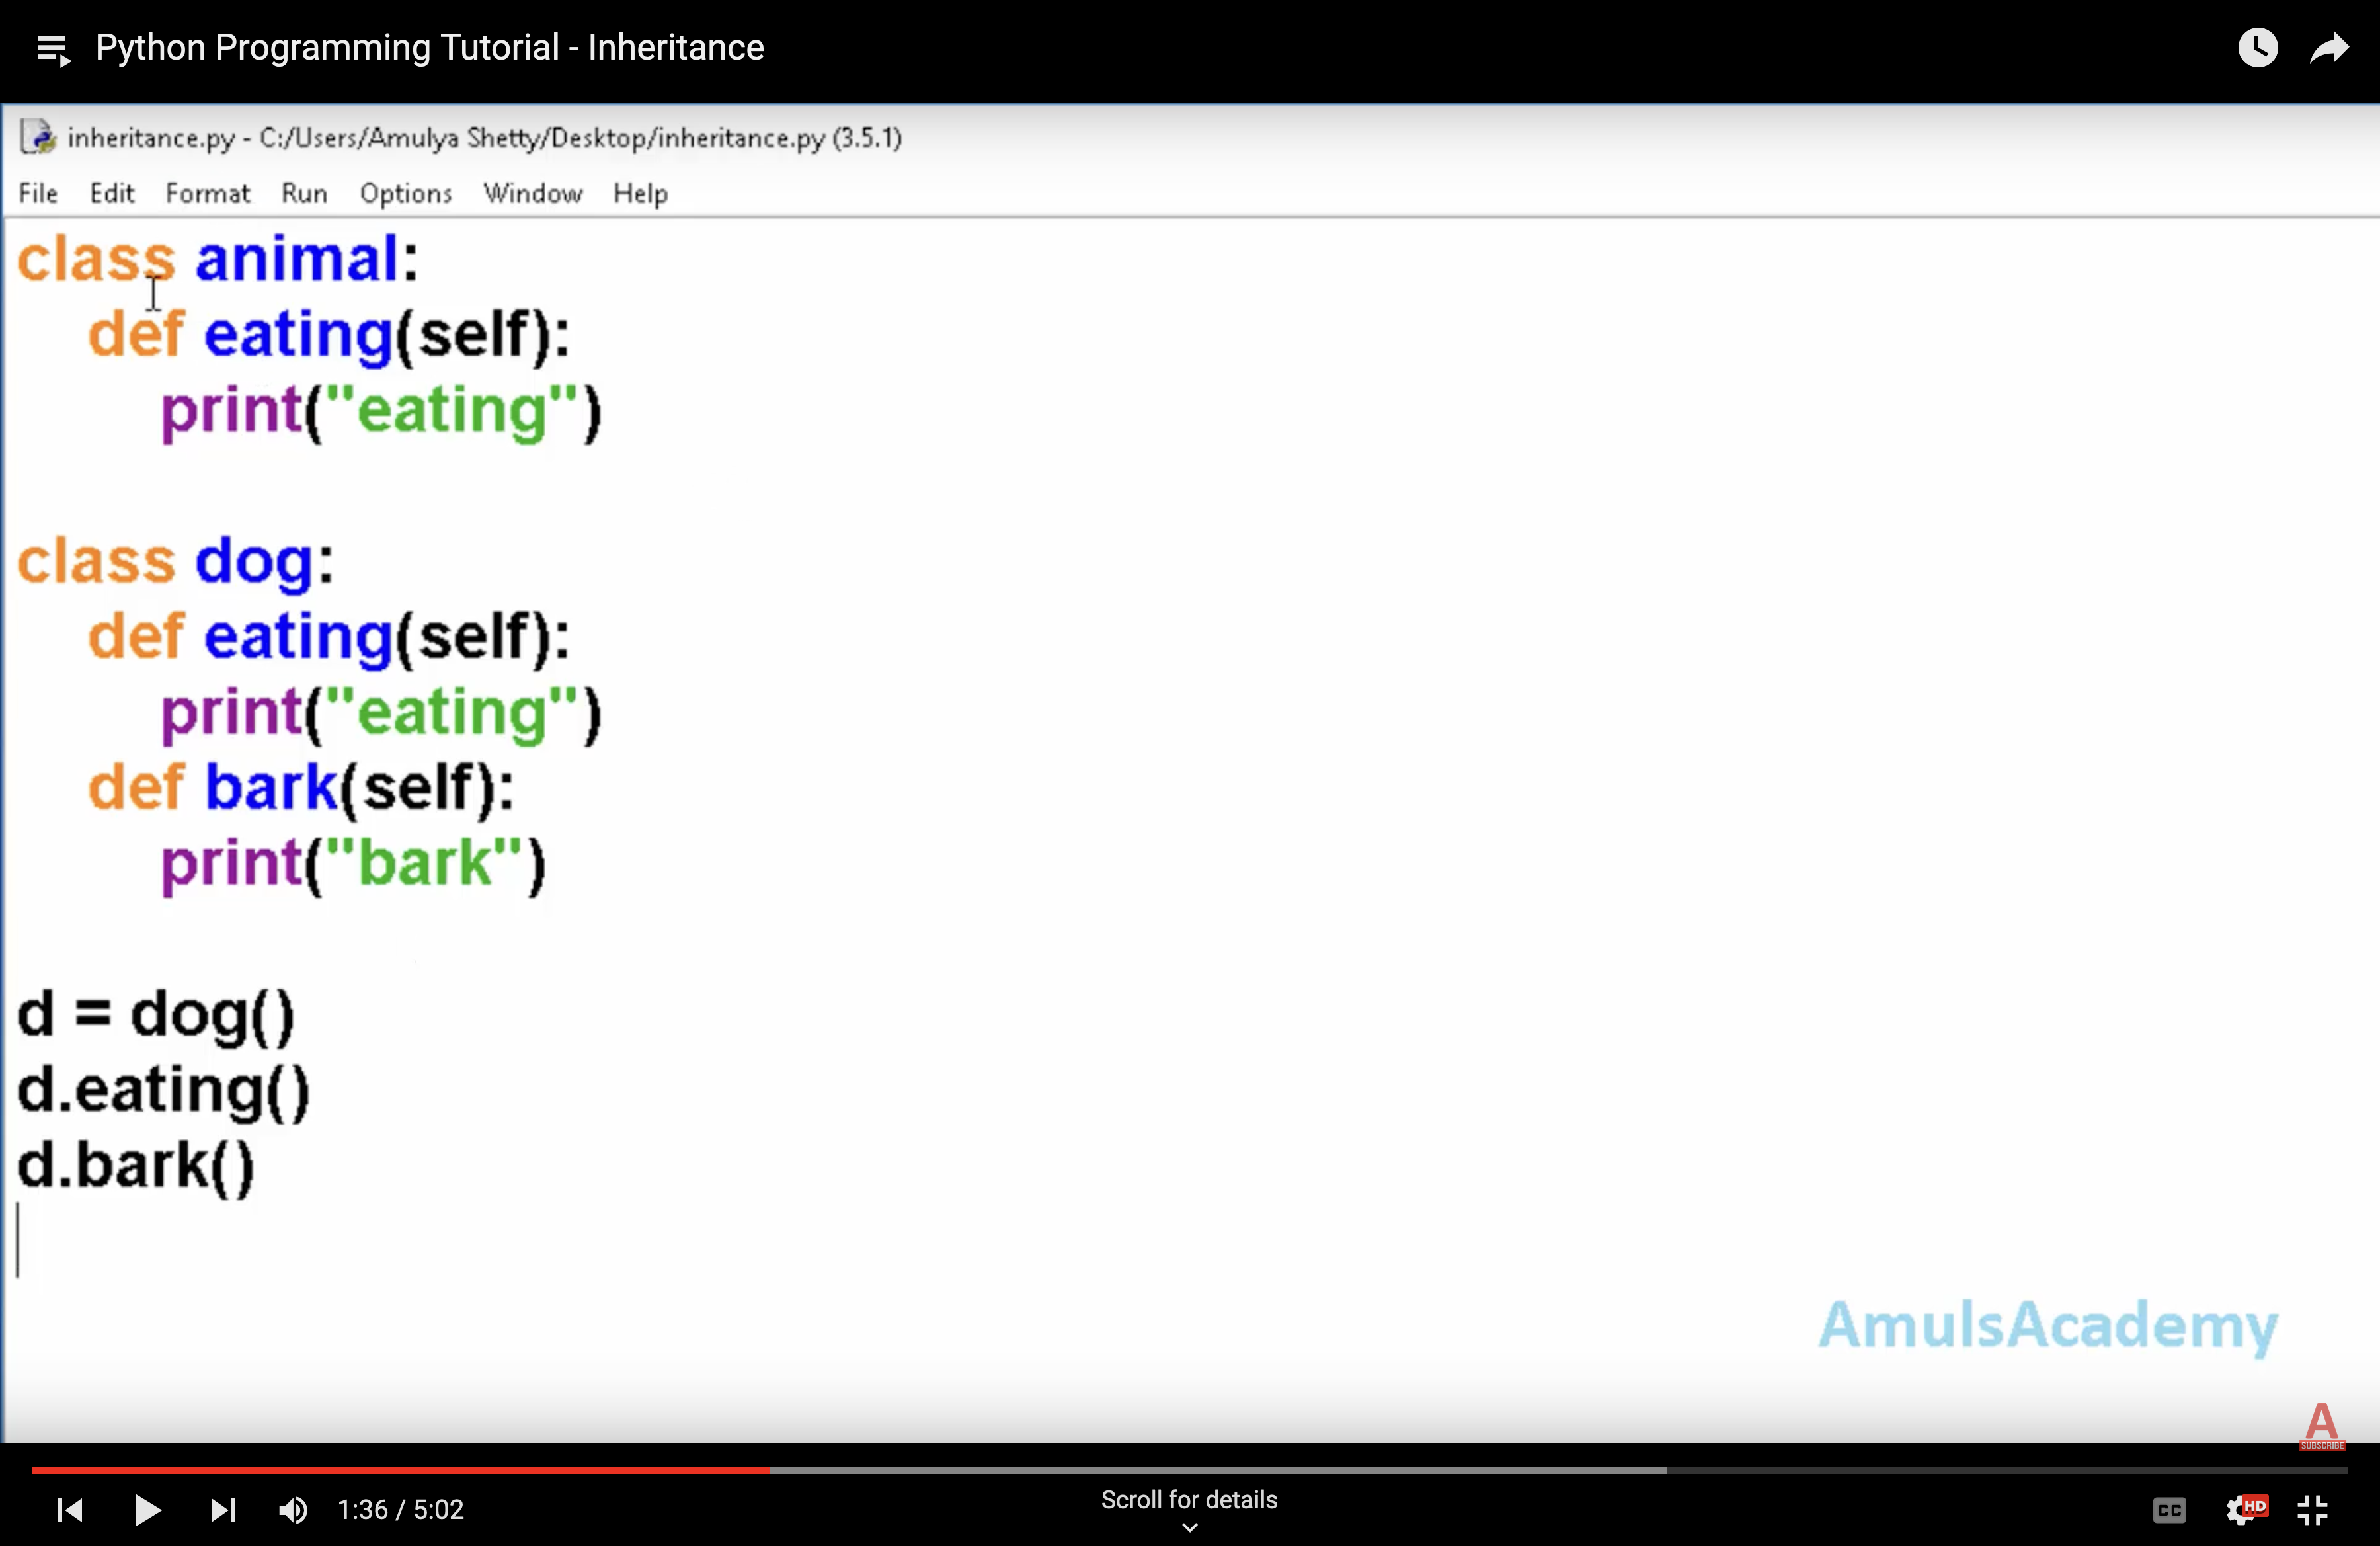 Python Programming Tutorial - Inheritance
inheritance.py - C:/Users/Amulya Shetty/Desktop/inheritance.py (3.5.1)
File Edit Format Run Options Window Help
class animal:
    def eating(self):
        print("eating")
class dog:
    def eating(self):
        print("eating")
    def bark(self):
        print("bark")
d = dog()
d.eating()
d.bark()
AmulsAcademy
A
SUBSCRIBE
1:36 / 5:02
Scroll for details
CC
HD